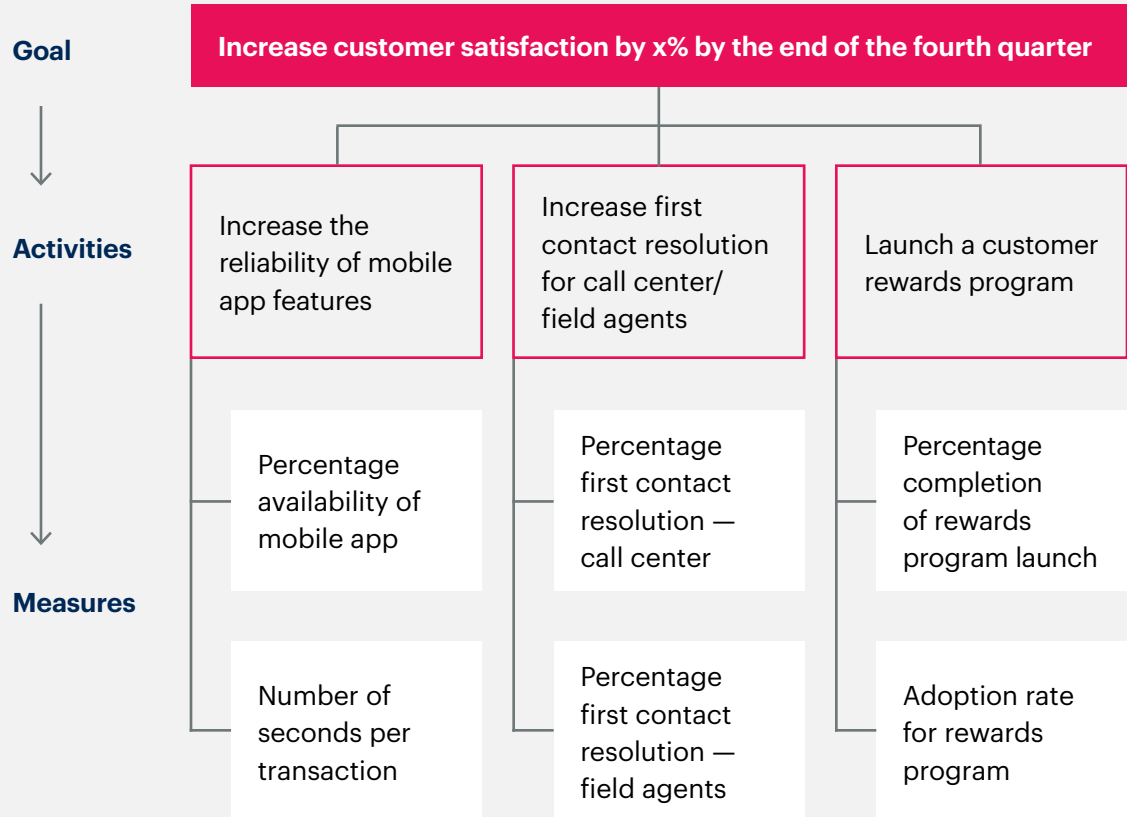 Goal
Increase customer satisfaction by x% by the end of the fourth quarter
Activities
Increase the
reliability of mobile
app features
Increase first
contact resolution
for call center/
field agents
Launch a customer
rewards program
Measures
Percentage
availability of
mobile app
Percentage
first contact
resolution —
call center
Percentage
completion
of rewards
program launch
Number of
seconds per
transaction
Percentage
first contact
resolution —
field agents
Adoption rate
for rewards
program